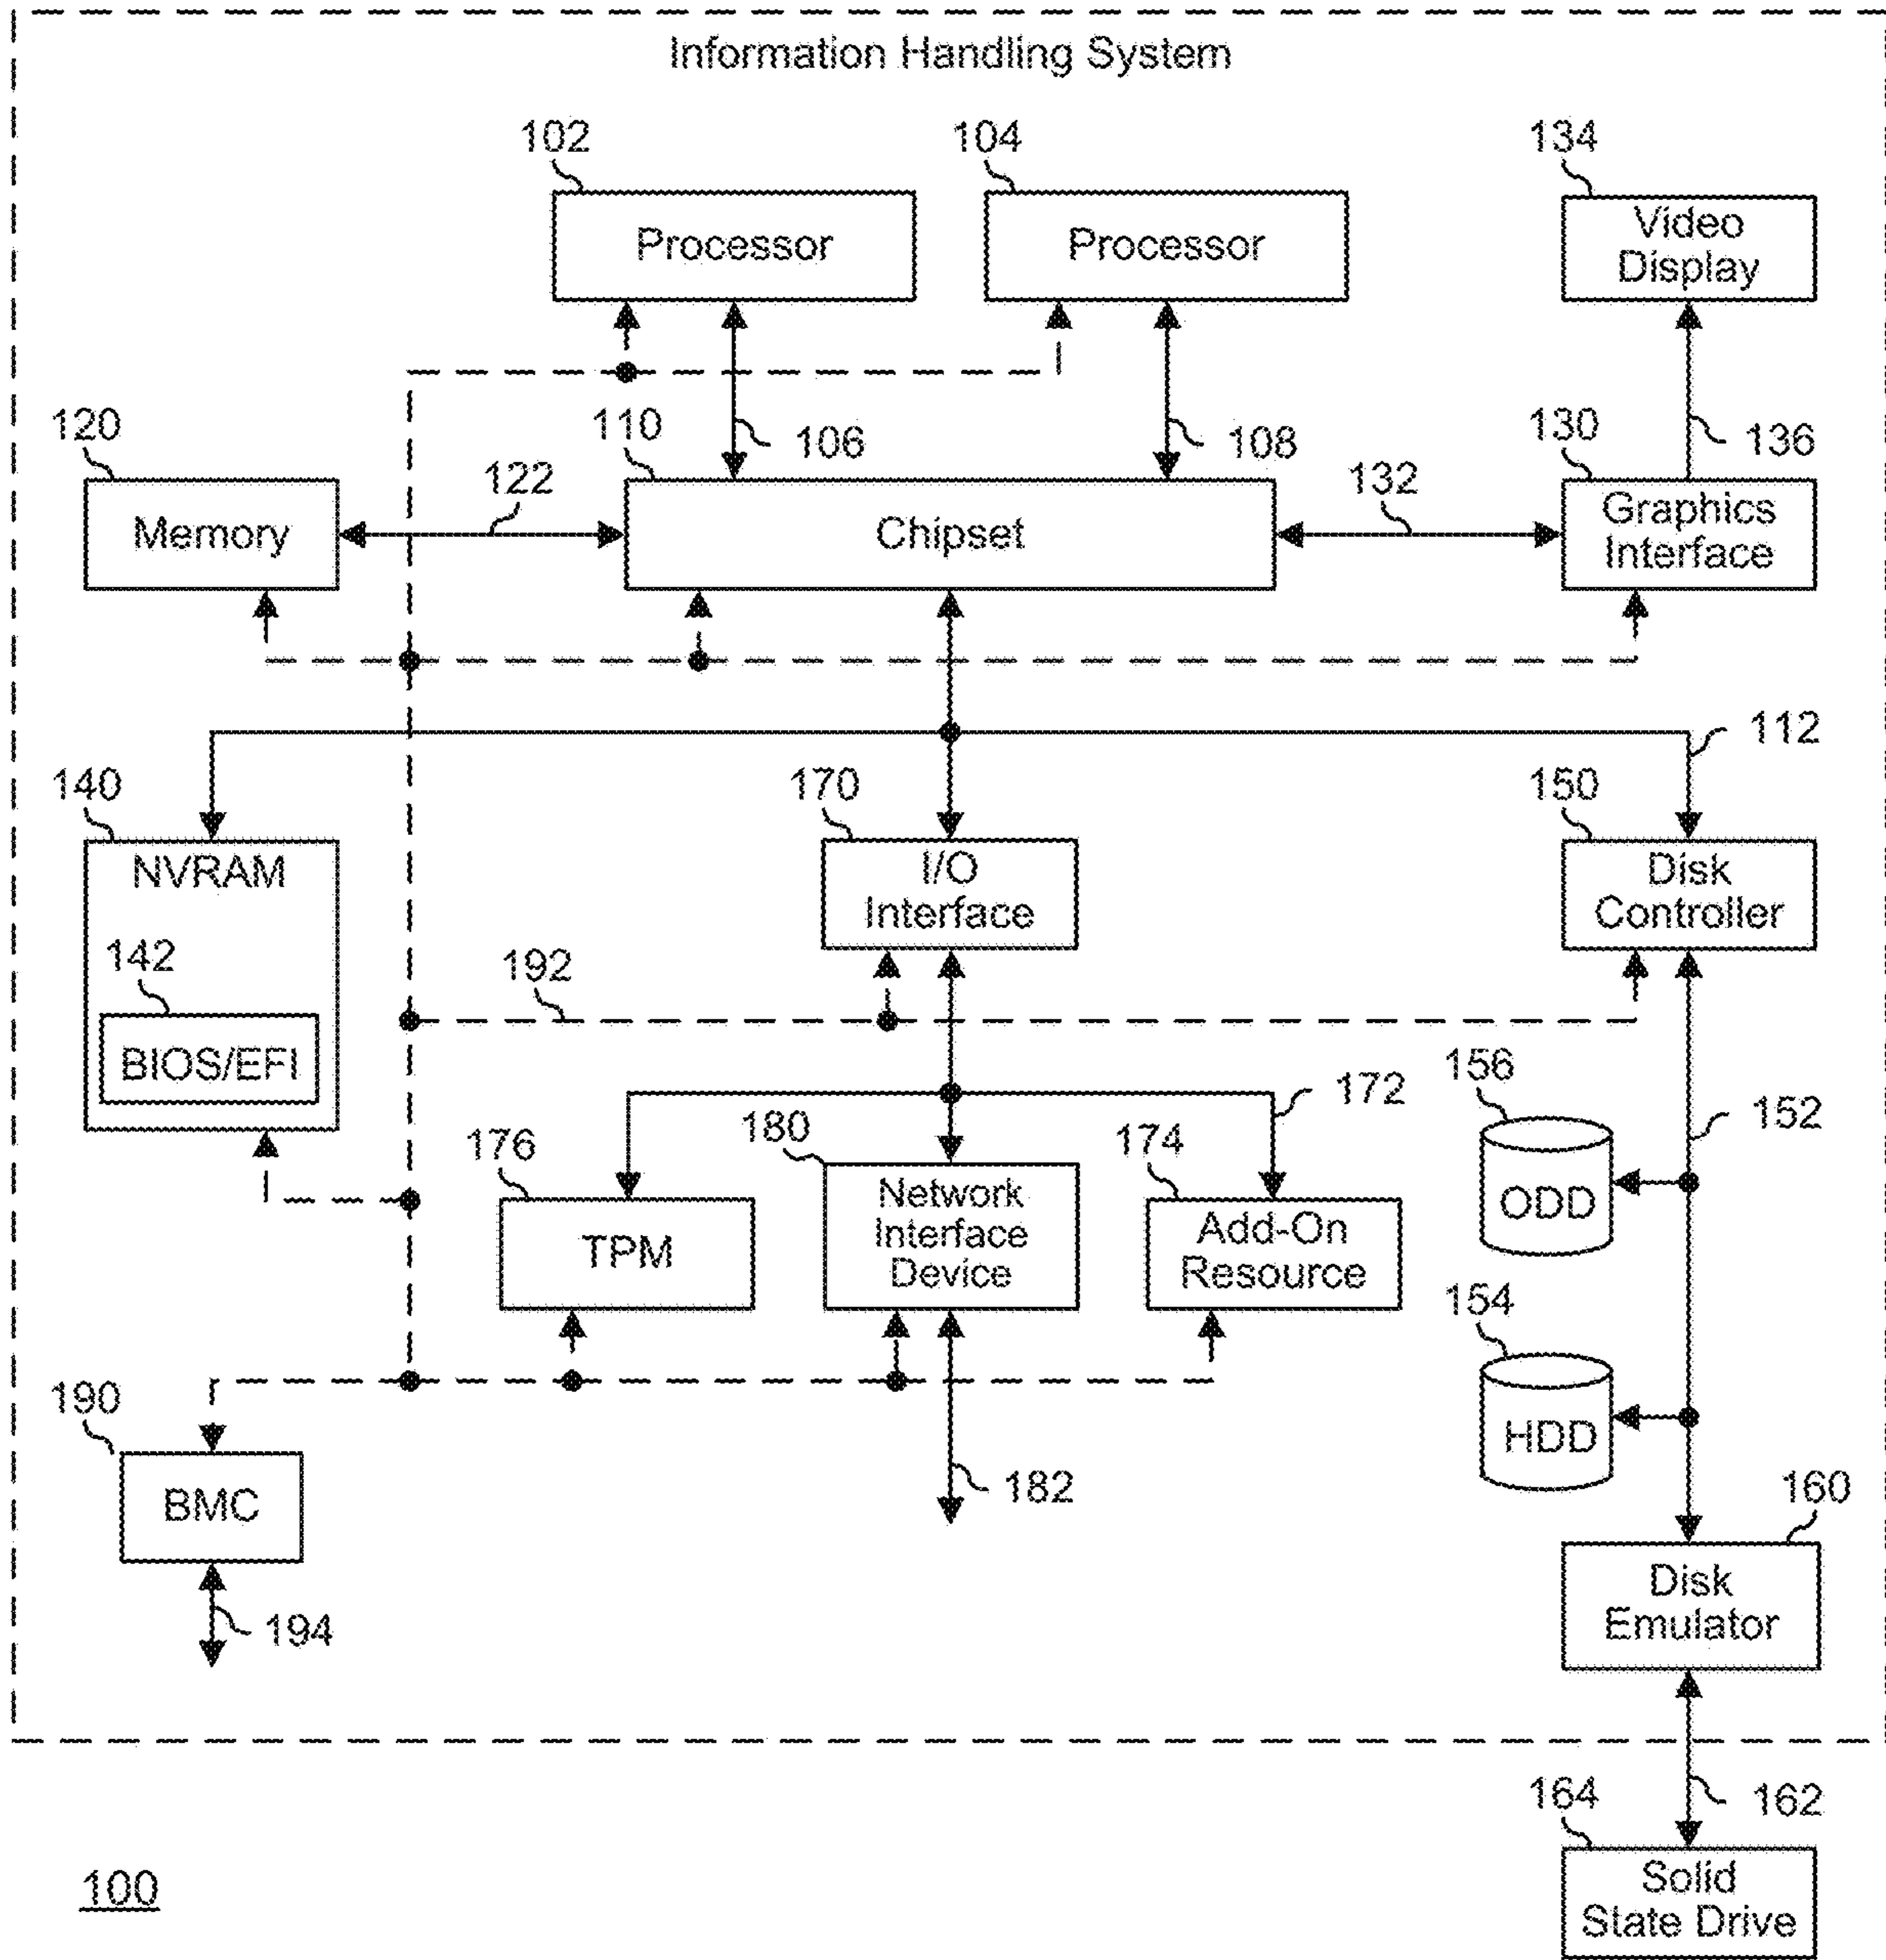 Information Handling System
102
104
134
Processor
Processor
Video
Display
120
110
106
108
130
136
122
132
Memory
Chipset
Graphics
Interface
112
140
170
150
NVRAM
I/O
Interface
Disk
Controller
142
192
BIOS/EFI
156
172
152
176
180
174
ODD
TPM
Network
Interface
Device
Add-On
Resource
154
HDD
190
182
160
BMC
Disk
Emulator
194
164
162
100
Solid
State Drive